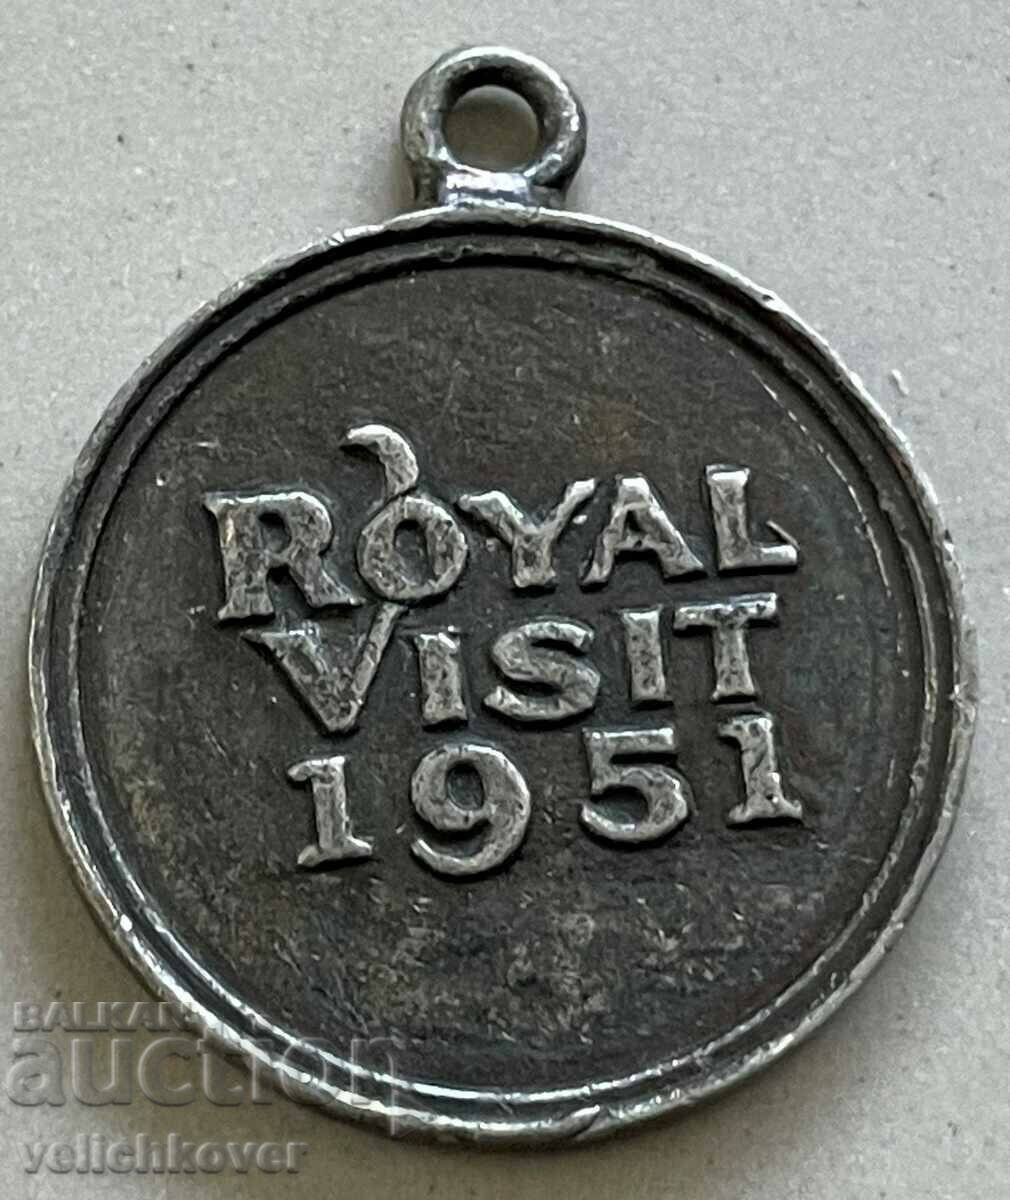 ROYAL
VISIT
1951
BALKAN
auction
velichkover